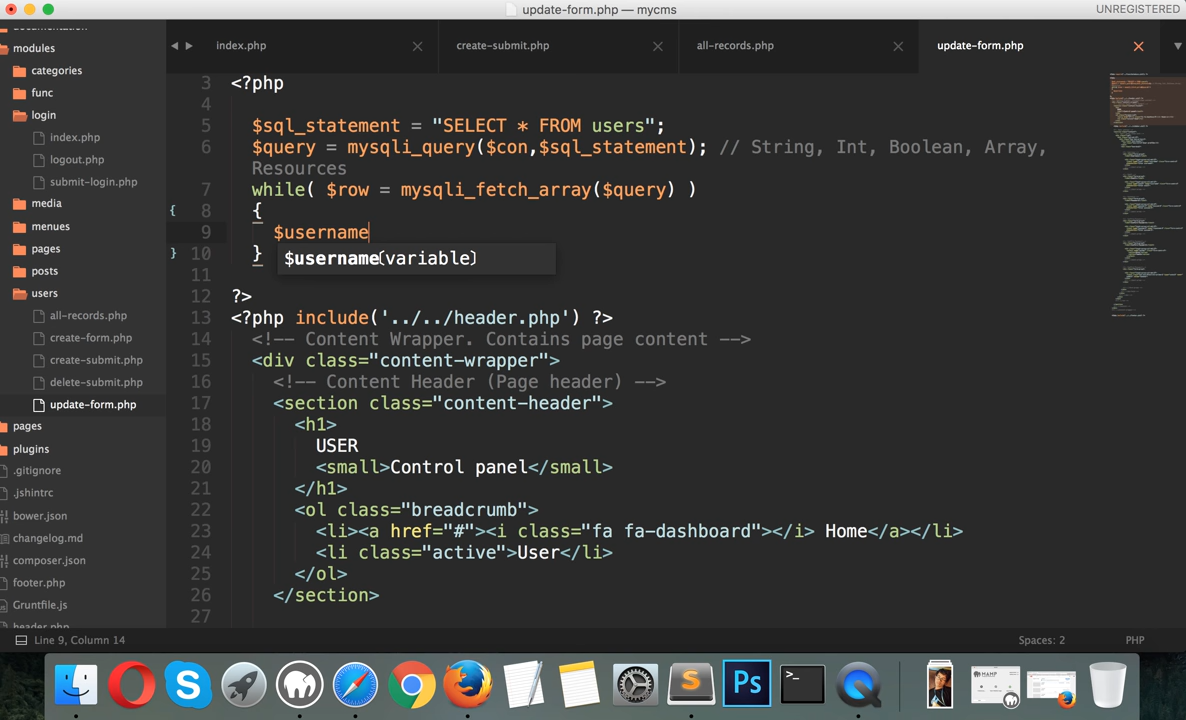 update-form.php — mycms
UNREGISTERED
index.php
create-submit.php
all-records.php
update-form.php
documentation
modules
categories
func
login
index.php
logout.php
submit-login.php
media
menues
pages
posts
users
all-records.php
create-form.php
create-submit.php
delete-submit.php
update-form.php
pages
plugins
.gitignore
.jshintrc
bower.json
changelog.md
composer.json
footer.php
Gruntfile.js
header.php
3 <?php
4
5 $sql_statement = "SELECT * FROM users";
6 $query = mysqli_query($con,$sql_statement); // String, Int, Boolean, Array,
Resources
7 while( $row = mysqli_fetch_array($query) )
{ 8 {
9 $username
} 10 }
$username(variable)
11
12 ?>
13 <?php include('../../header.php') ?>
14 <!-- Content Wrapper. Contains page content -->
15 <div class="content-wrapper">
16 <!-- Content Header (Page header) -->
17 <section class="content-header">
18 <h1>
19 USER
20 <small>Control panel</small>
21 </h1>
22 <ol class="breadcrumb">
23 <li><a href="#"><i class="fa fa-dashboard"></i> Home</a></li>
24 <li class="active">User</li>
25 </ol>
26 </section>
27
Line 9, Column 14
Spaces: 2
PHP
S
>_
S
Ps
MAMP